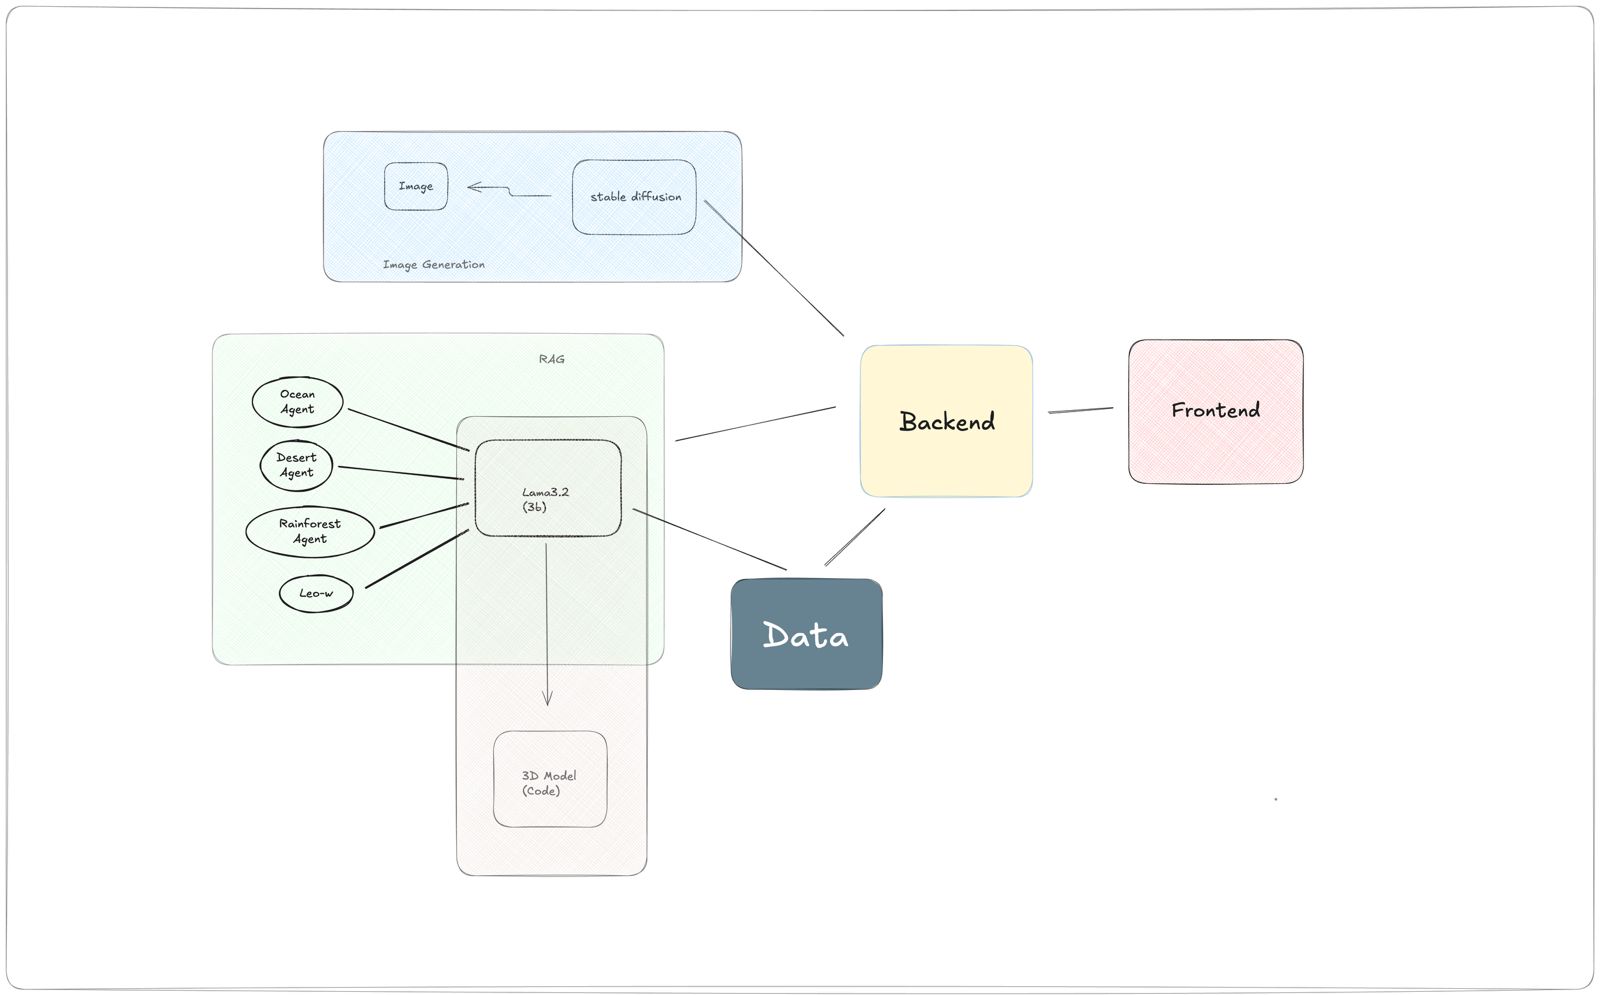 Image
stable diffusion
Image Generation
RAG
Ocean
Agent
Desert
Agent
Rainforest
Agent
Leo-w
Lama3.2
(3b)
3D Model
(Code)
Backend
Frontend
Data